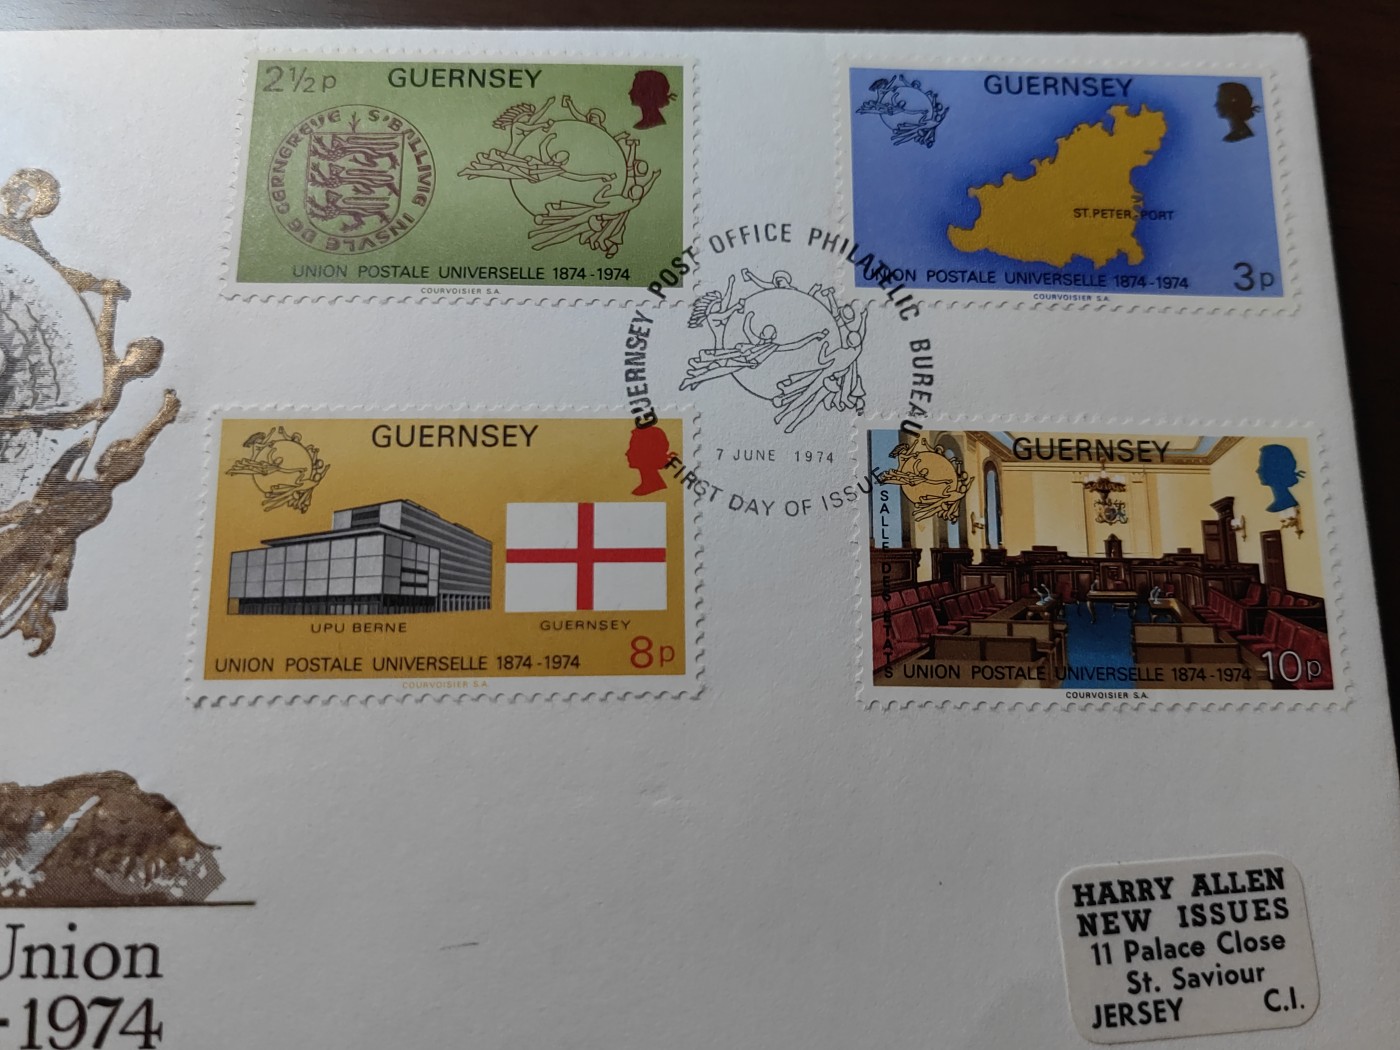 2½p GUERNSEY
S'BALLIVIE INSVLE DE GERNEREVE
UNION POSTALE UNIVERSELLE 1874-1974
COURVOISIER S.A.
GUERNSEY
ST. PETER PORT
UNION POSTALE UNIVERSELLE 1874-1974
3p
COURVOISIER S.A.
GUERNSEY POST OFFICE PHILATELIC BUREAU
7 JUNE 1974
FIRST DAY OF ISSUE
GUERNSEY
UPU BERNE
GUERNSEY
UNION POSTALE UNIVERSELLE 1874-1974
8p
COURVOISIER S.A.
GUERNSEY
SALLE DES ETATS
UNION POSTALE UNIVERSELLE 1874-1974
10p
COURVOISIER S.A.
Union
-1974
HARRY ALLEN
NEW ISSUES
11 Palace Close
St. Saviour
JERSEY C.I.